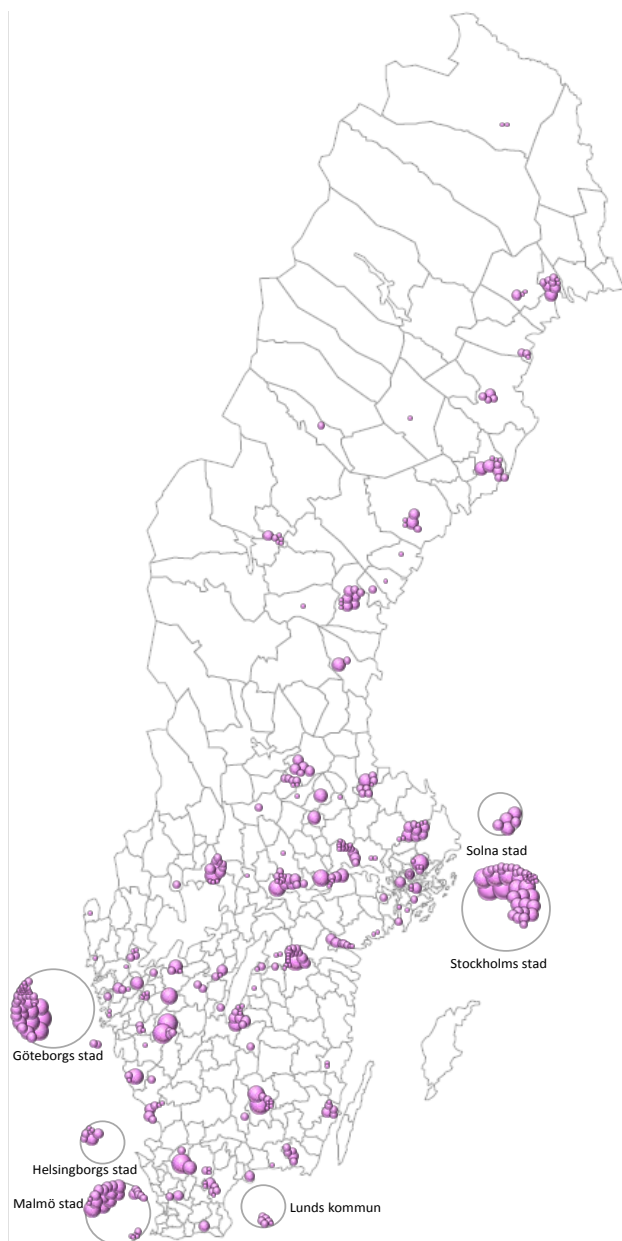 Solna stad
Stockholms stad
Göteborgs stad
Helsingborgs stad
Malmö stad
Lunds kommun